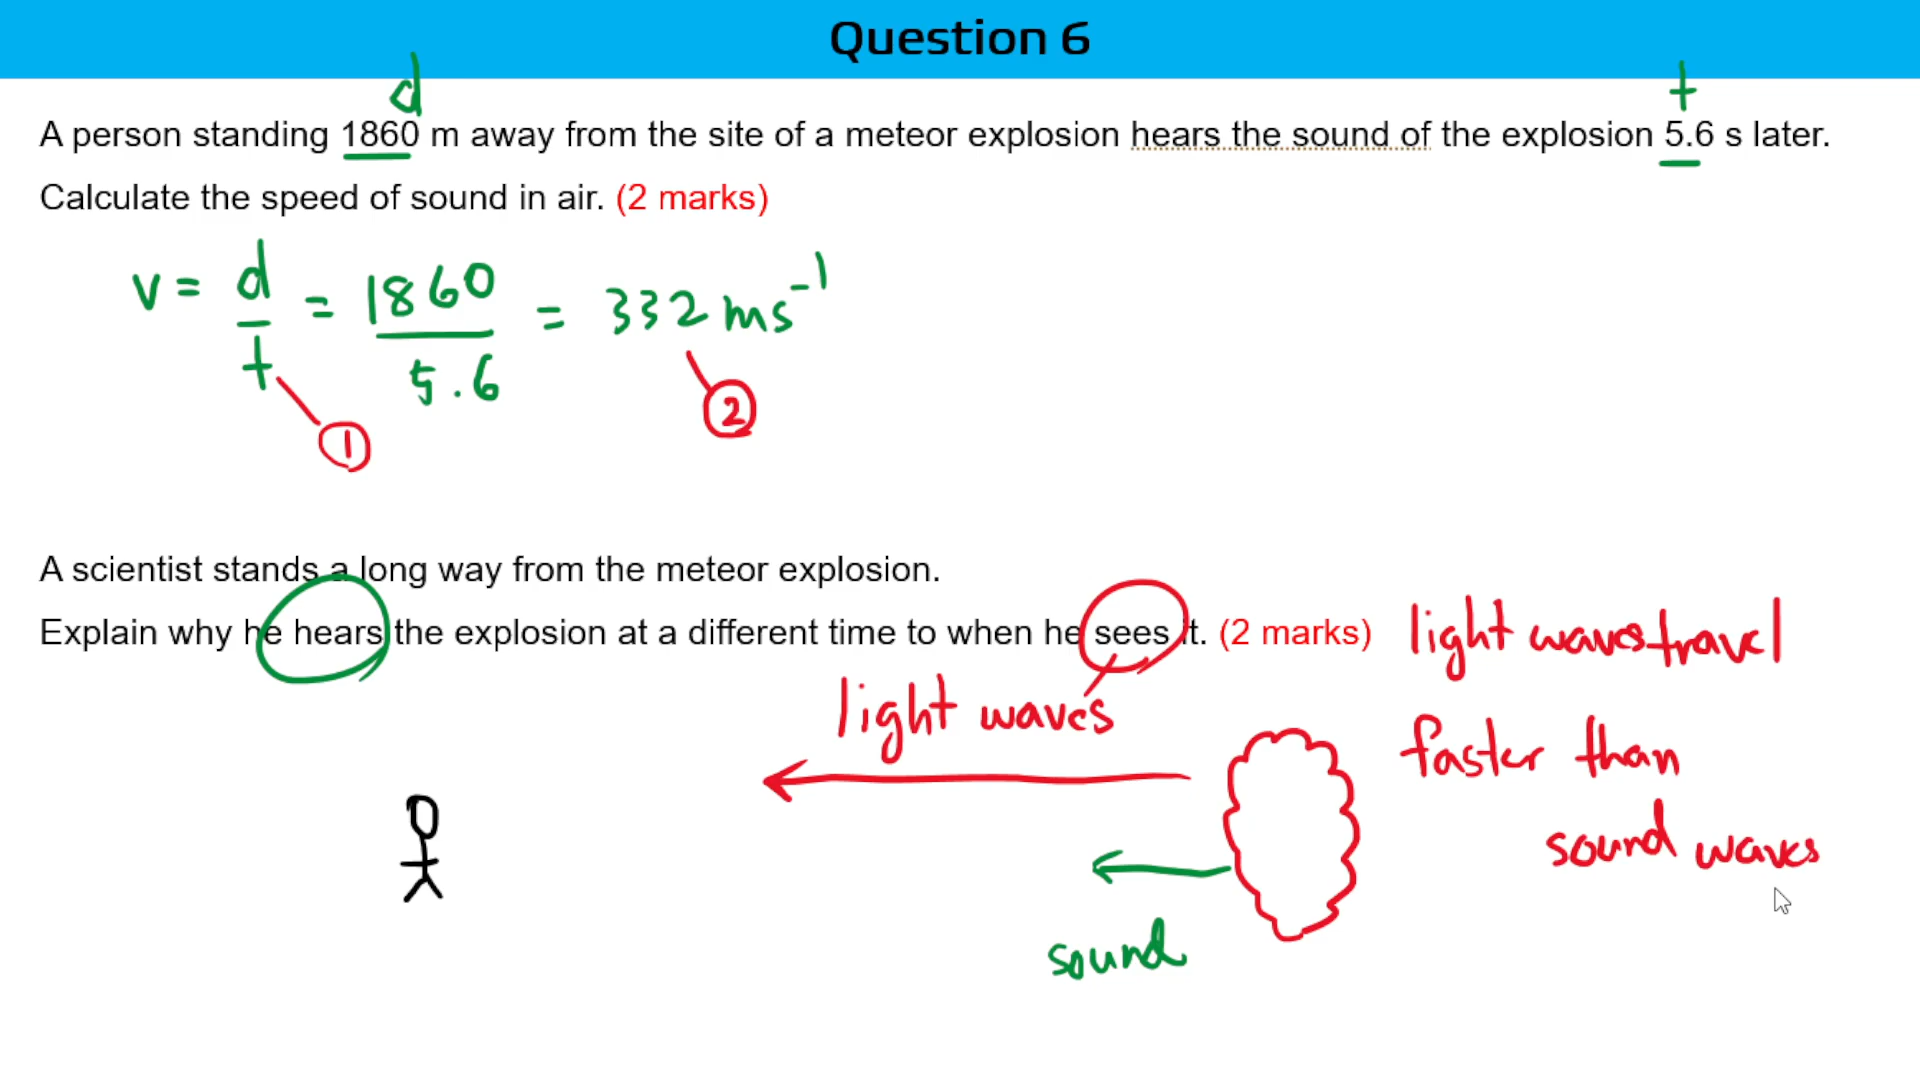 Question 6
d
t
A person standing 1860 m away from the site of a meteor explosion hears the sound of the explosion 5.6 s later.
Calculate the speed of sound in air. (2 marks)
v = d/t = 1860/5.6 = 332 ms⁻¹
1
2
A scientist stands a long way from the meteor explosion.
Explain why he hears the explosion at a different time to when he sees it. (2 marks)
light waves travel
light waves
faster than
sound waves
sound